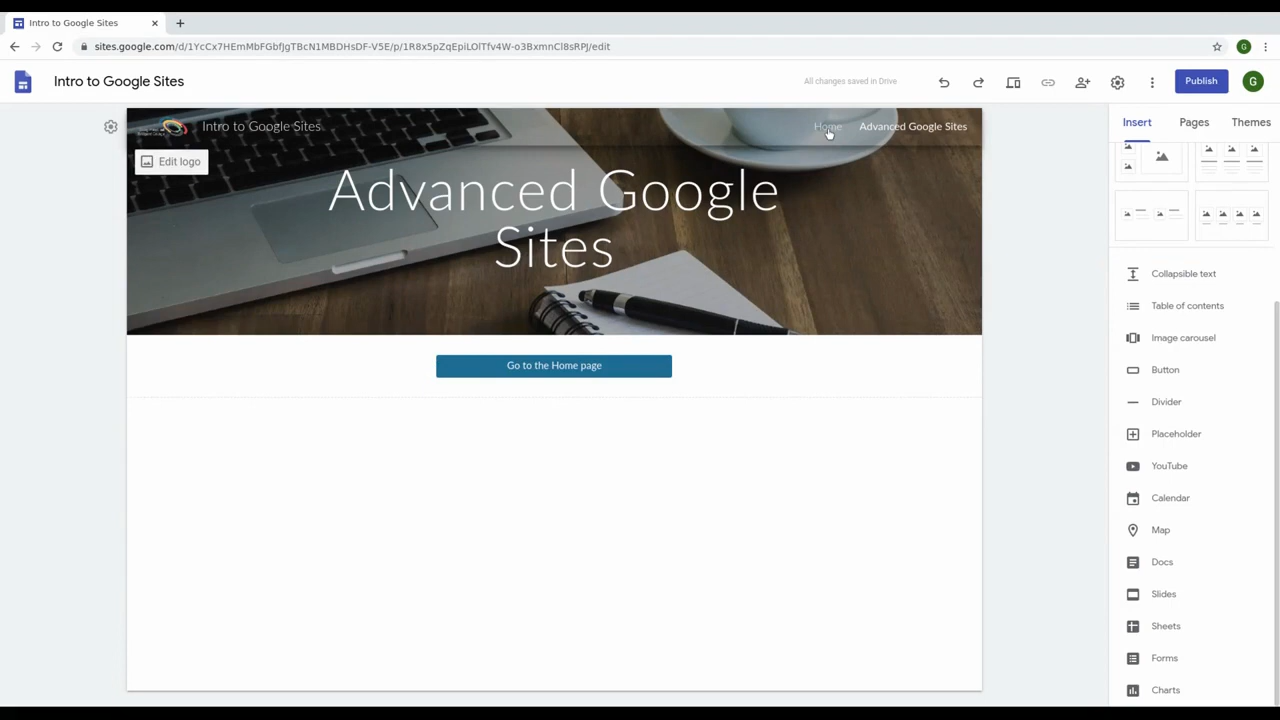 Intro to Google Sites
sites.google.com/d/1YcCx7HEmMbFGbfJgTBcN1MBDHsDF-V5E/p/1R8x5pZqEpiLOlTfv4W-o3BxmnCl8sRPJ/edit
G
Intro to Google Sites
All changes saved in Drive
Publish
G
Intro to Google Sites
Home
Advanced Google Sites
Edit logo
Advanced Google
Sites
Go to the Home page
Insert
Pages
Themes
Collapsible text
Table of contents
Image carousel
Button
Divider
Placeholder
YouTube
Calendar
Map
Docs
Slides
Sheets
Forms
Charts